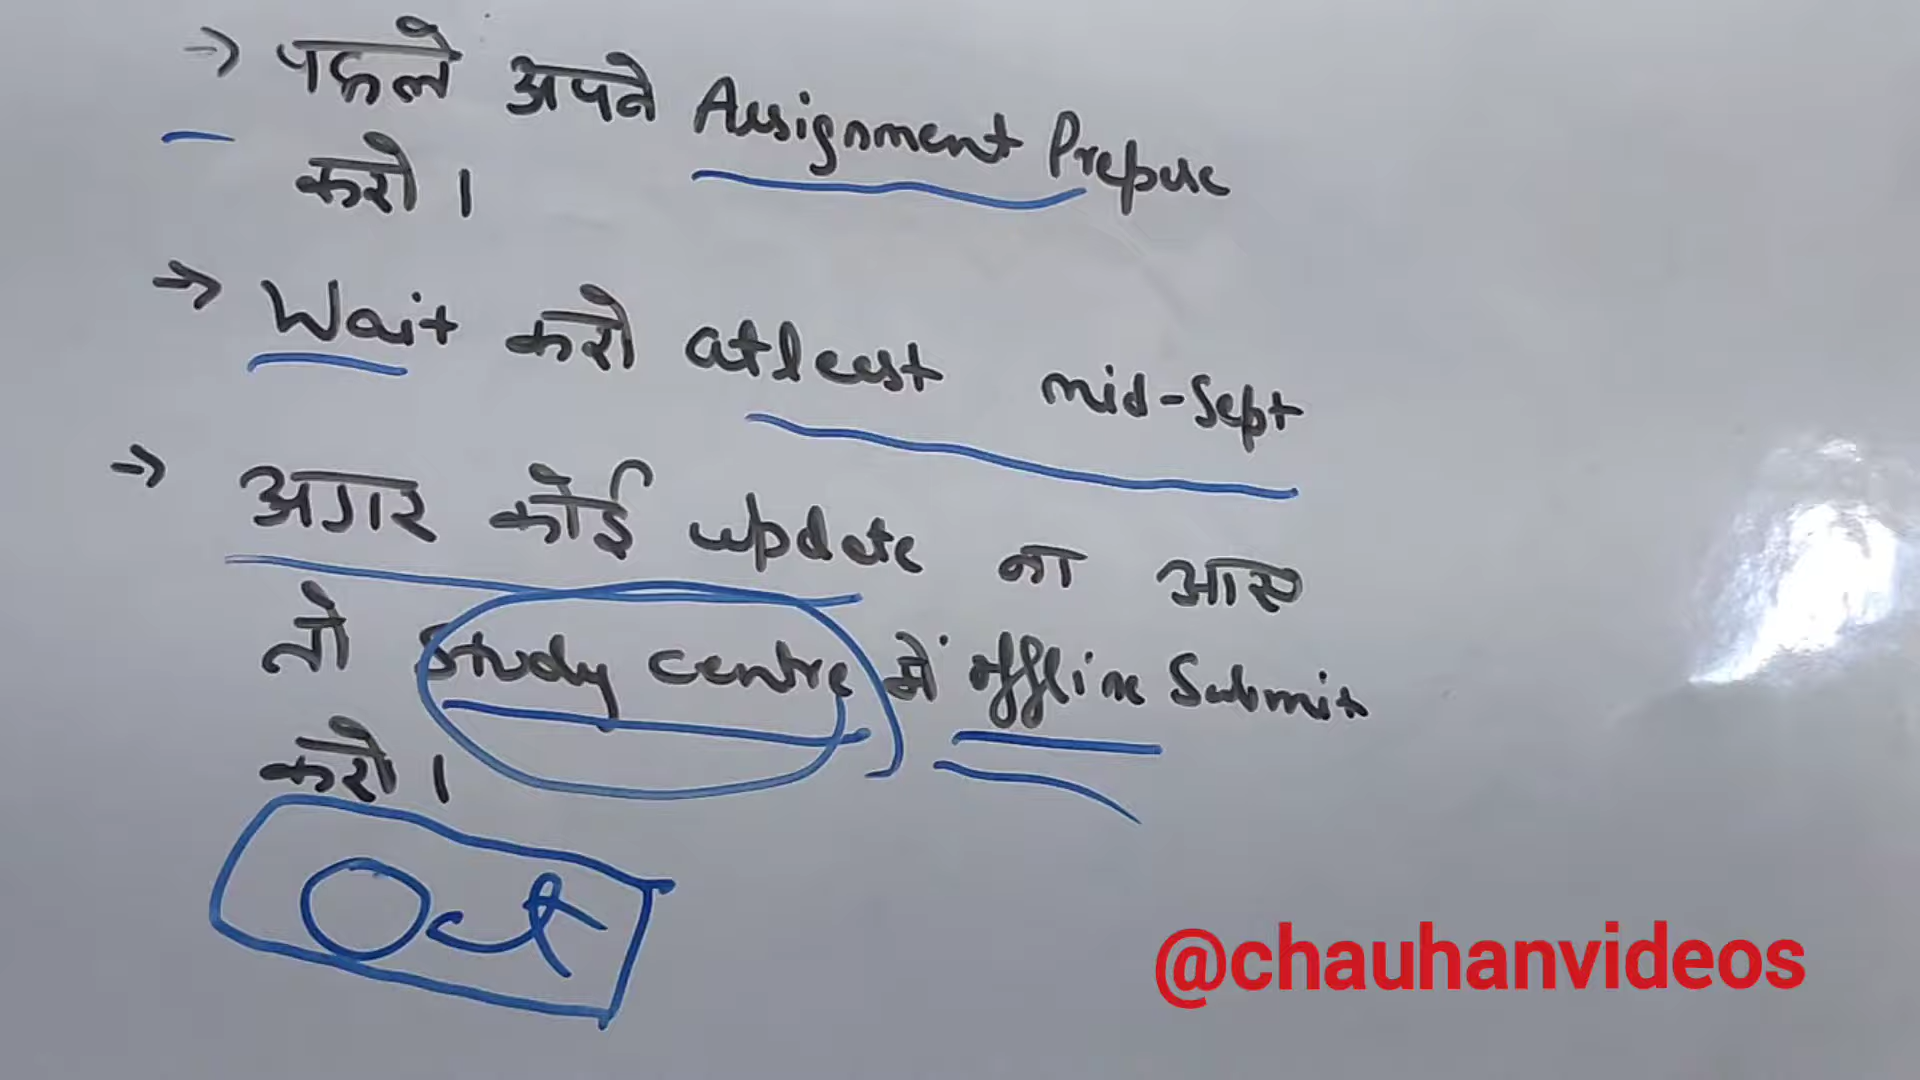 → पहले अपने Assignment Prepare
करो ।
→ Wait करो atleast mid-Sept
→ अगर कोई update ना आए
तो Study centre में offline Submit
करो ।
Oct
@chauhanvideos